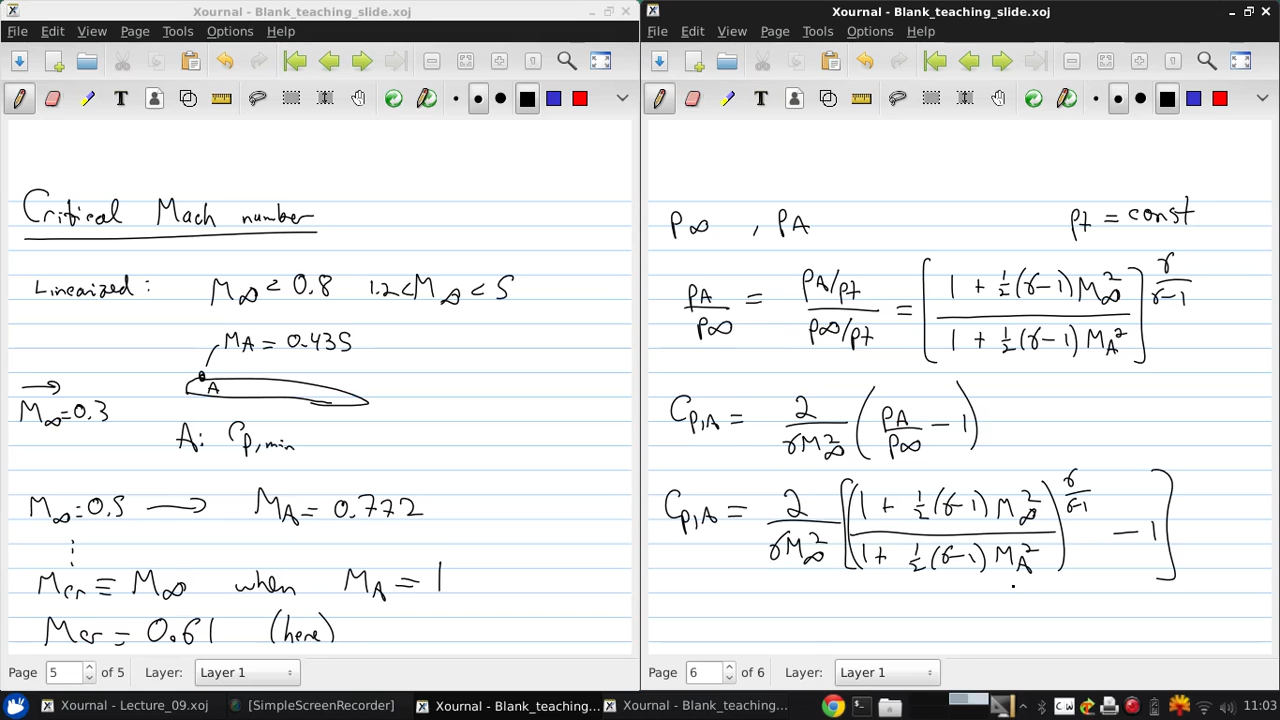 Xournal - Blank_teaching_slide.xoj
File Edit View Page Tools Options Help
Critical Mach number
Linearized : M∞ < 0.8 1.2 < M∞ < 5
MA = 0.435
A
M∞ = 0.3
A: Cp,min
M∞ = 0.5 → MA = 0.772
⋮
Mcr ≡ M∞ when MA = 1
Mcr = 0.61 (here)
Page 5 of 5 Layer: Layer 1
Xournal - Blank_teaching_slide.xoj
File Edit View Page Tools Options Help
p∞ , pA pt = const
pA/p∞ = (pA/pt)/(p∞/pt) = [(1 + ½(γ-1) M∞²)/(1 + ½(γ-1) MA²)]^(γ/(γ-1))
Cp,A = 2/(γM∞²) (pA/p∞ - 1)
Cp,A = 2/(γM∞²) [((1 + ½(γ-1) M∞²)/(1 + ½(γ-1) MA²))^(γ/(γ-1)) - 1]
Page 6 of 6 Layer: Layer 1
Xournal - Lecture_09.xoj [SimpleScreenRecorder] Xournal - Blank_teaching... Xournal - Blank_teaching... 11:03